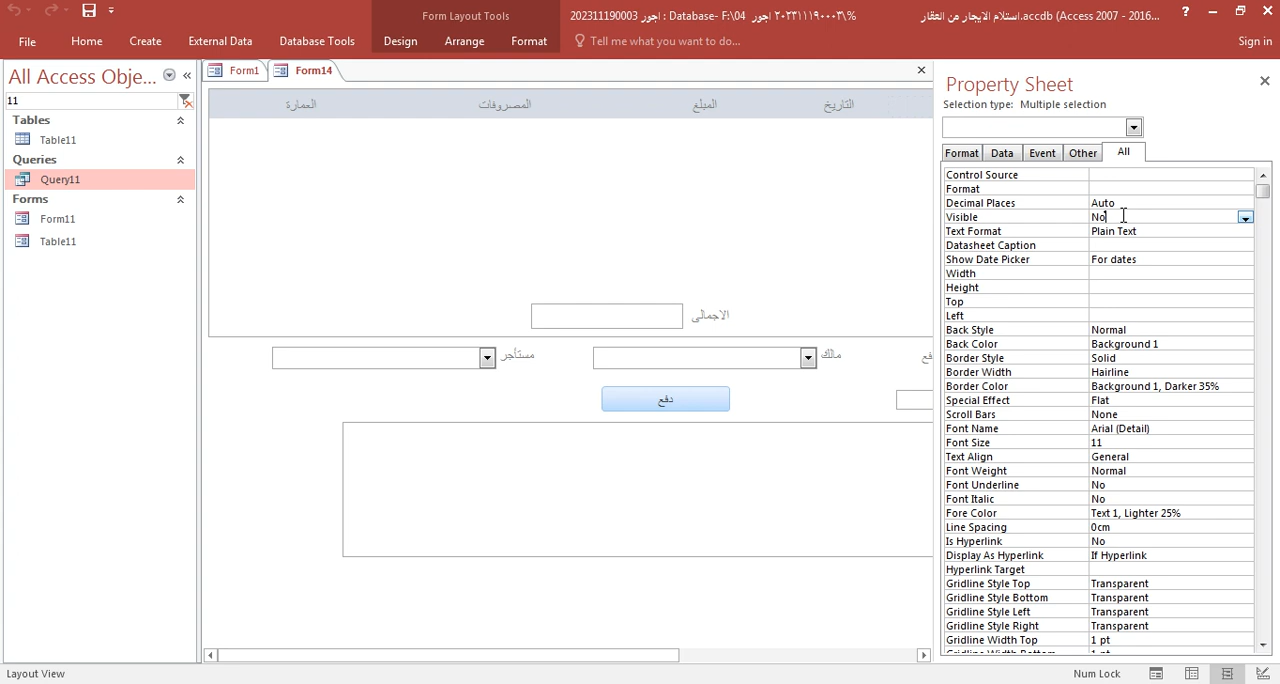 Form Layout Tools
202311190003 اجور : Database- F:\04 اجور ٢٠٢٣١١١٩٠٠٠٣\%
استلام الايجار من العقار.accdb (Access 2007 - 2016...
?
File
Home
Create
External Data
Database Tools
Design
Arrange
Format
Tell me what you want to do...
Sign in
All Access Obje...
«
11
Tables
Table11
Queries
Query11
Forms
Form11
Table11
Form1
Form14
العمارة
المصروفات
المبلغ
التاريخ
الاجمالى
مستأجر
مالك
دفع
Property Sheet
Selection type: Multiple selection
Format
Data
Event
Other
All
Control Source
Format
Decimal Places Auto
Visible No
Text Format Plain Text
Datasheet Caption
Show Date Picker For dates
Width
Height
Top
Left
Back Style Normal
Back Color Background 1
Border Style Solid
Border Width Hairline
Border Color Background 1, Darker 35%
Special Effect Flat
Scroll Bars None
Font Name Arial (Detail)
Font Size 11
Text Align General
Font Weight Normal
Font Underline No
Font Italic No
Fore Color Text 1, Lighter 25%
Line Spacing 0cm
Is Hyperlink No
Display As Hyperlink If Hyperlink
Hyperlink Target
Gridline Style Top Transparent
Gridline Style Bottom Transparent
Gridline Style Left Transparent
Gridline Style Right Transparent
Gridline Width Top 1 pt
Layout View
Num Lock